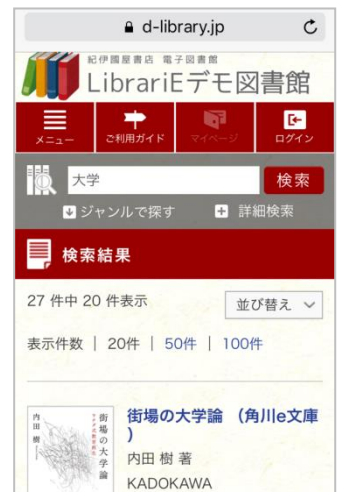 d-library.jp
紀伊國屋書店 電子図書館
LibrariEデモ図書館
メニュー
ご利用ガイド
マイページ
ログイン
大学
検索
ジャンルで探す
詳細検索
検索結果
27 件中 20 件表示
並び替え
表示件数 | 20件 | 50件 | 100件
街場の大学論 (角川e文庫
)
内田 樹 著
KADOKAWA
内田 樹
街場の大学論